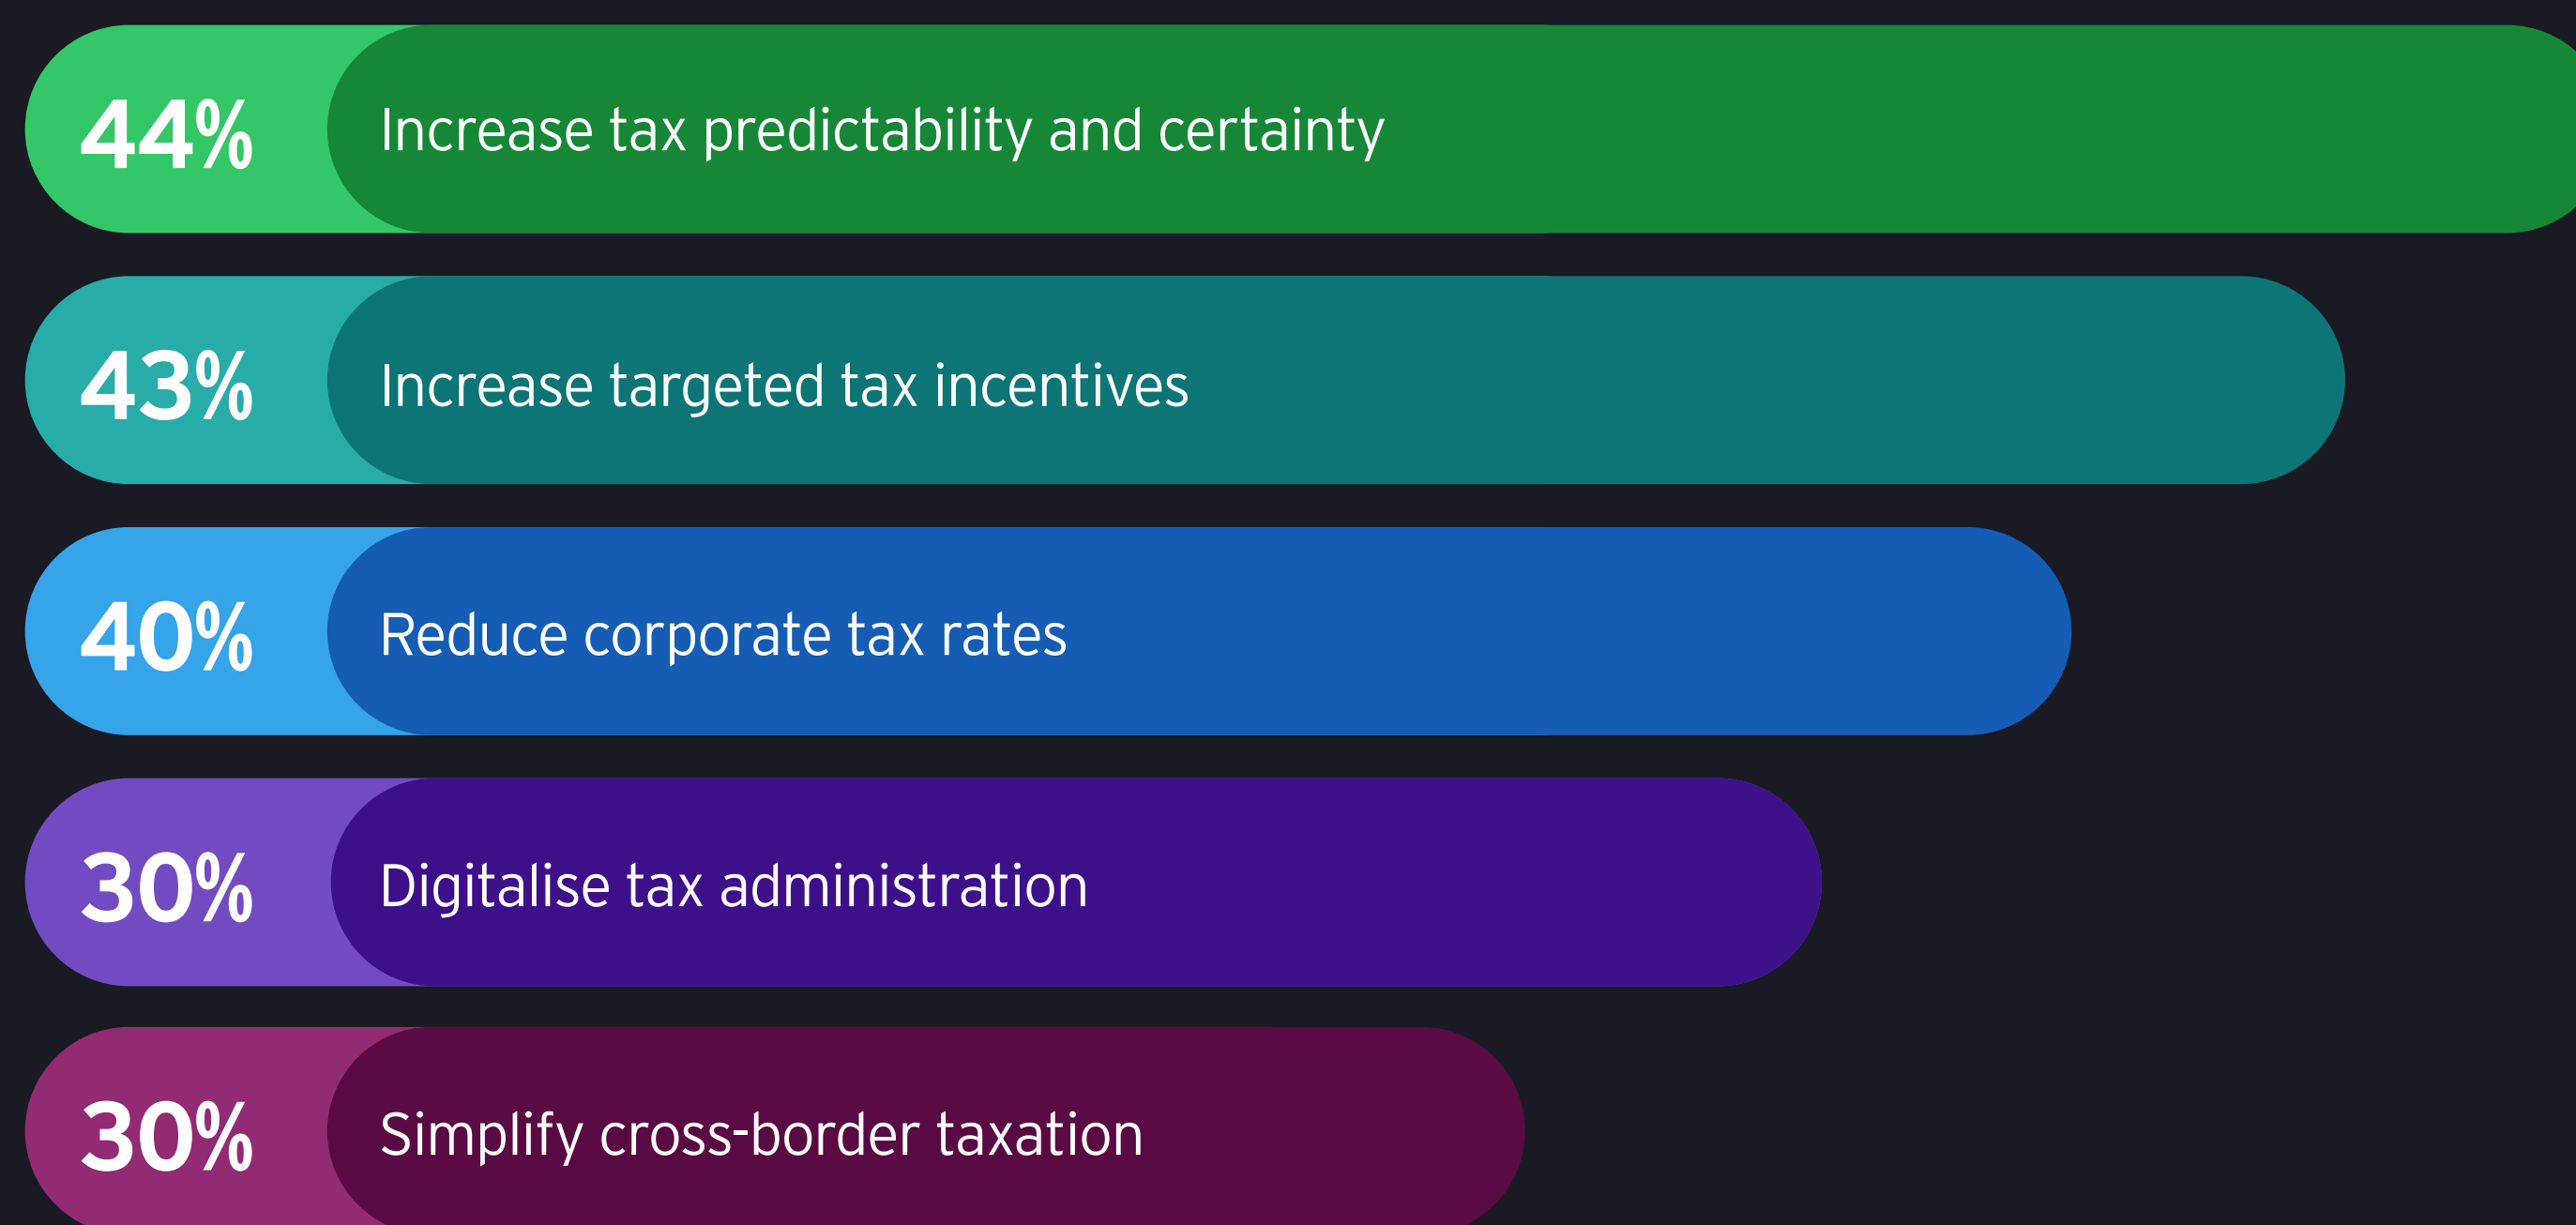 44% Increase tax predictability and certainty
43% Increase targeted tax incentives
40% Reduce corporate tax rates
30% Digitalise tax administration
30% Simplify cross-border taxation